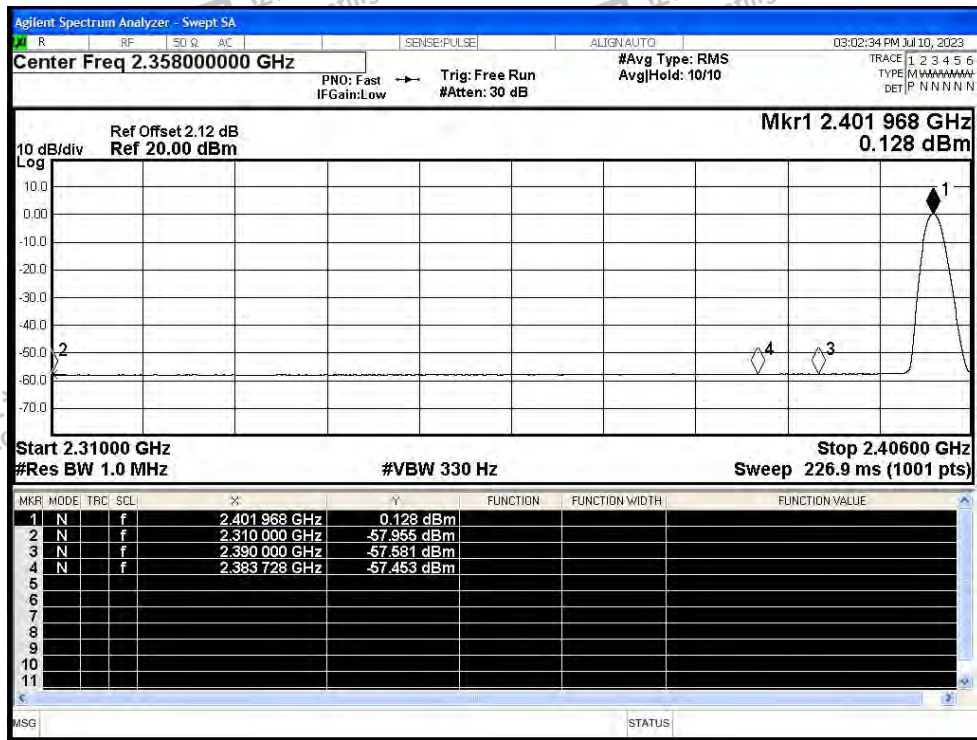 Agilent Spectrum Analyzer - Swept SA
R RF 50 Ω AC SENSE:PULSE ALIGN AUTO 03:02:34 PM Jul 10, 2023
Center Freq 2.358000000 GHz #Avg Type: RMS TRACE 1 2 3 4 5 6
PNO: Fast Trig: Free Run Avg|Hold: 10/10 TYPE M WWWWW
IFGain:Low #Atten: 30 dB DET P N N N N N
Mkr1 2.401 968 GHz
Ref Offset 2.12 dB
10 dB/div Ref 20.00 dBm 0.128 dBm
Log
10.0
1
0.00
-10.0
-20.0
-30.0
-40.0
-50.0
2 4 3
-60.0
-70.0
Start 2.31000 GHz Stop 2.40600 GHz
#Res BW 1.0 MHz #VBW 330 Hz Sweep 226.9 ms (1001 pts)
MKR MODE TRC SCL X Y FUNCTION FUNCTION WIDTH FUNCTION VALUE
1 N f 2.401 968 GHz 0.128 dBm
2 N f 2.310 000 GHz -57.955 dBm
3 N f 2.390 000 GHz -57.581 dBm
4 N f 2.383 728 GHz -57.453 dBm
5
6
7
8
9
10
11
MSG STATUS